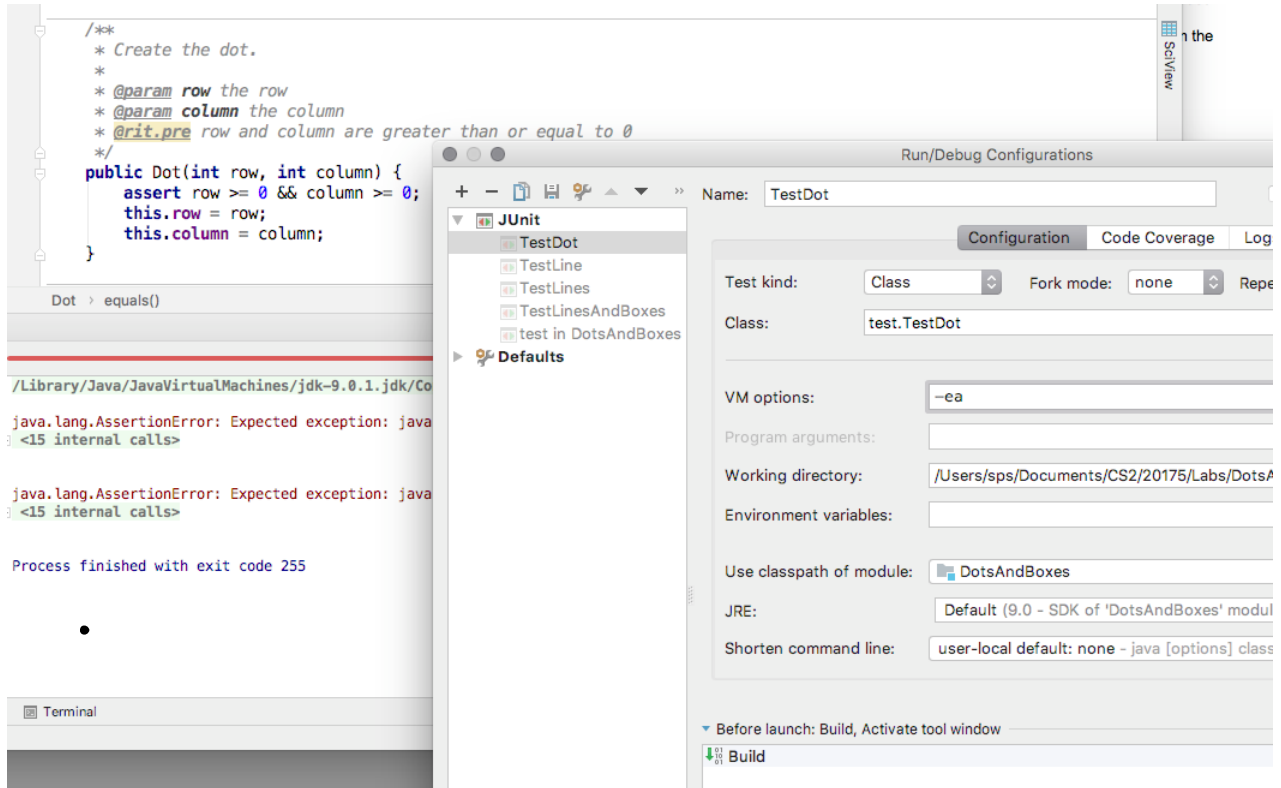 /**
* Create the dot.
*
* @param row the row
* @param column the column
* @rit.pre row and column are greater than or equal to 0
*/
public Dot(int row, int column) {
assert row >= 0 && column >= 0;
this.row = row;
this.column = column;
}
Dot › equals()
SciView
n the
/Library/Java/JavaVirtualMachines/jdk-9.0.1.jdk/Co
java.lang.AssertionError: Expected exception: java
<15 internal calls>
java.lang.AssertionError: Expected exception: java
<15 internal calls>
Process finished with exit code 255
Terminal
Run/Debug Configurations
+ − »
Name: TestDot
JUnit
TestDot
TestLine
TestLines
TestLinesAndBoxes
test in DotsAndBoxes
Defaults
Configuration Code Coverage Log
Test kind: Class Fork mode: none Repe
Class: test.TestDot
VM options: -ea
Program arguments:
Working directory: /Users/sps/Documents/CS2/20175/Labs/DotsA
Environment variables:
Use classpath of module: DotsAndBoxes
JRE: Default (9.0 - SDK of 'DotsAndBoxes' modul
Shorten command line: user-local default: none - java [options] class
Before launch: Build, Activate tool window
Build